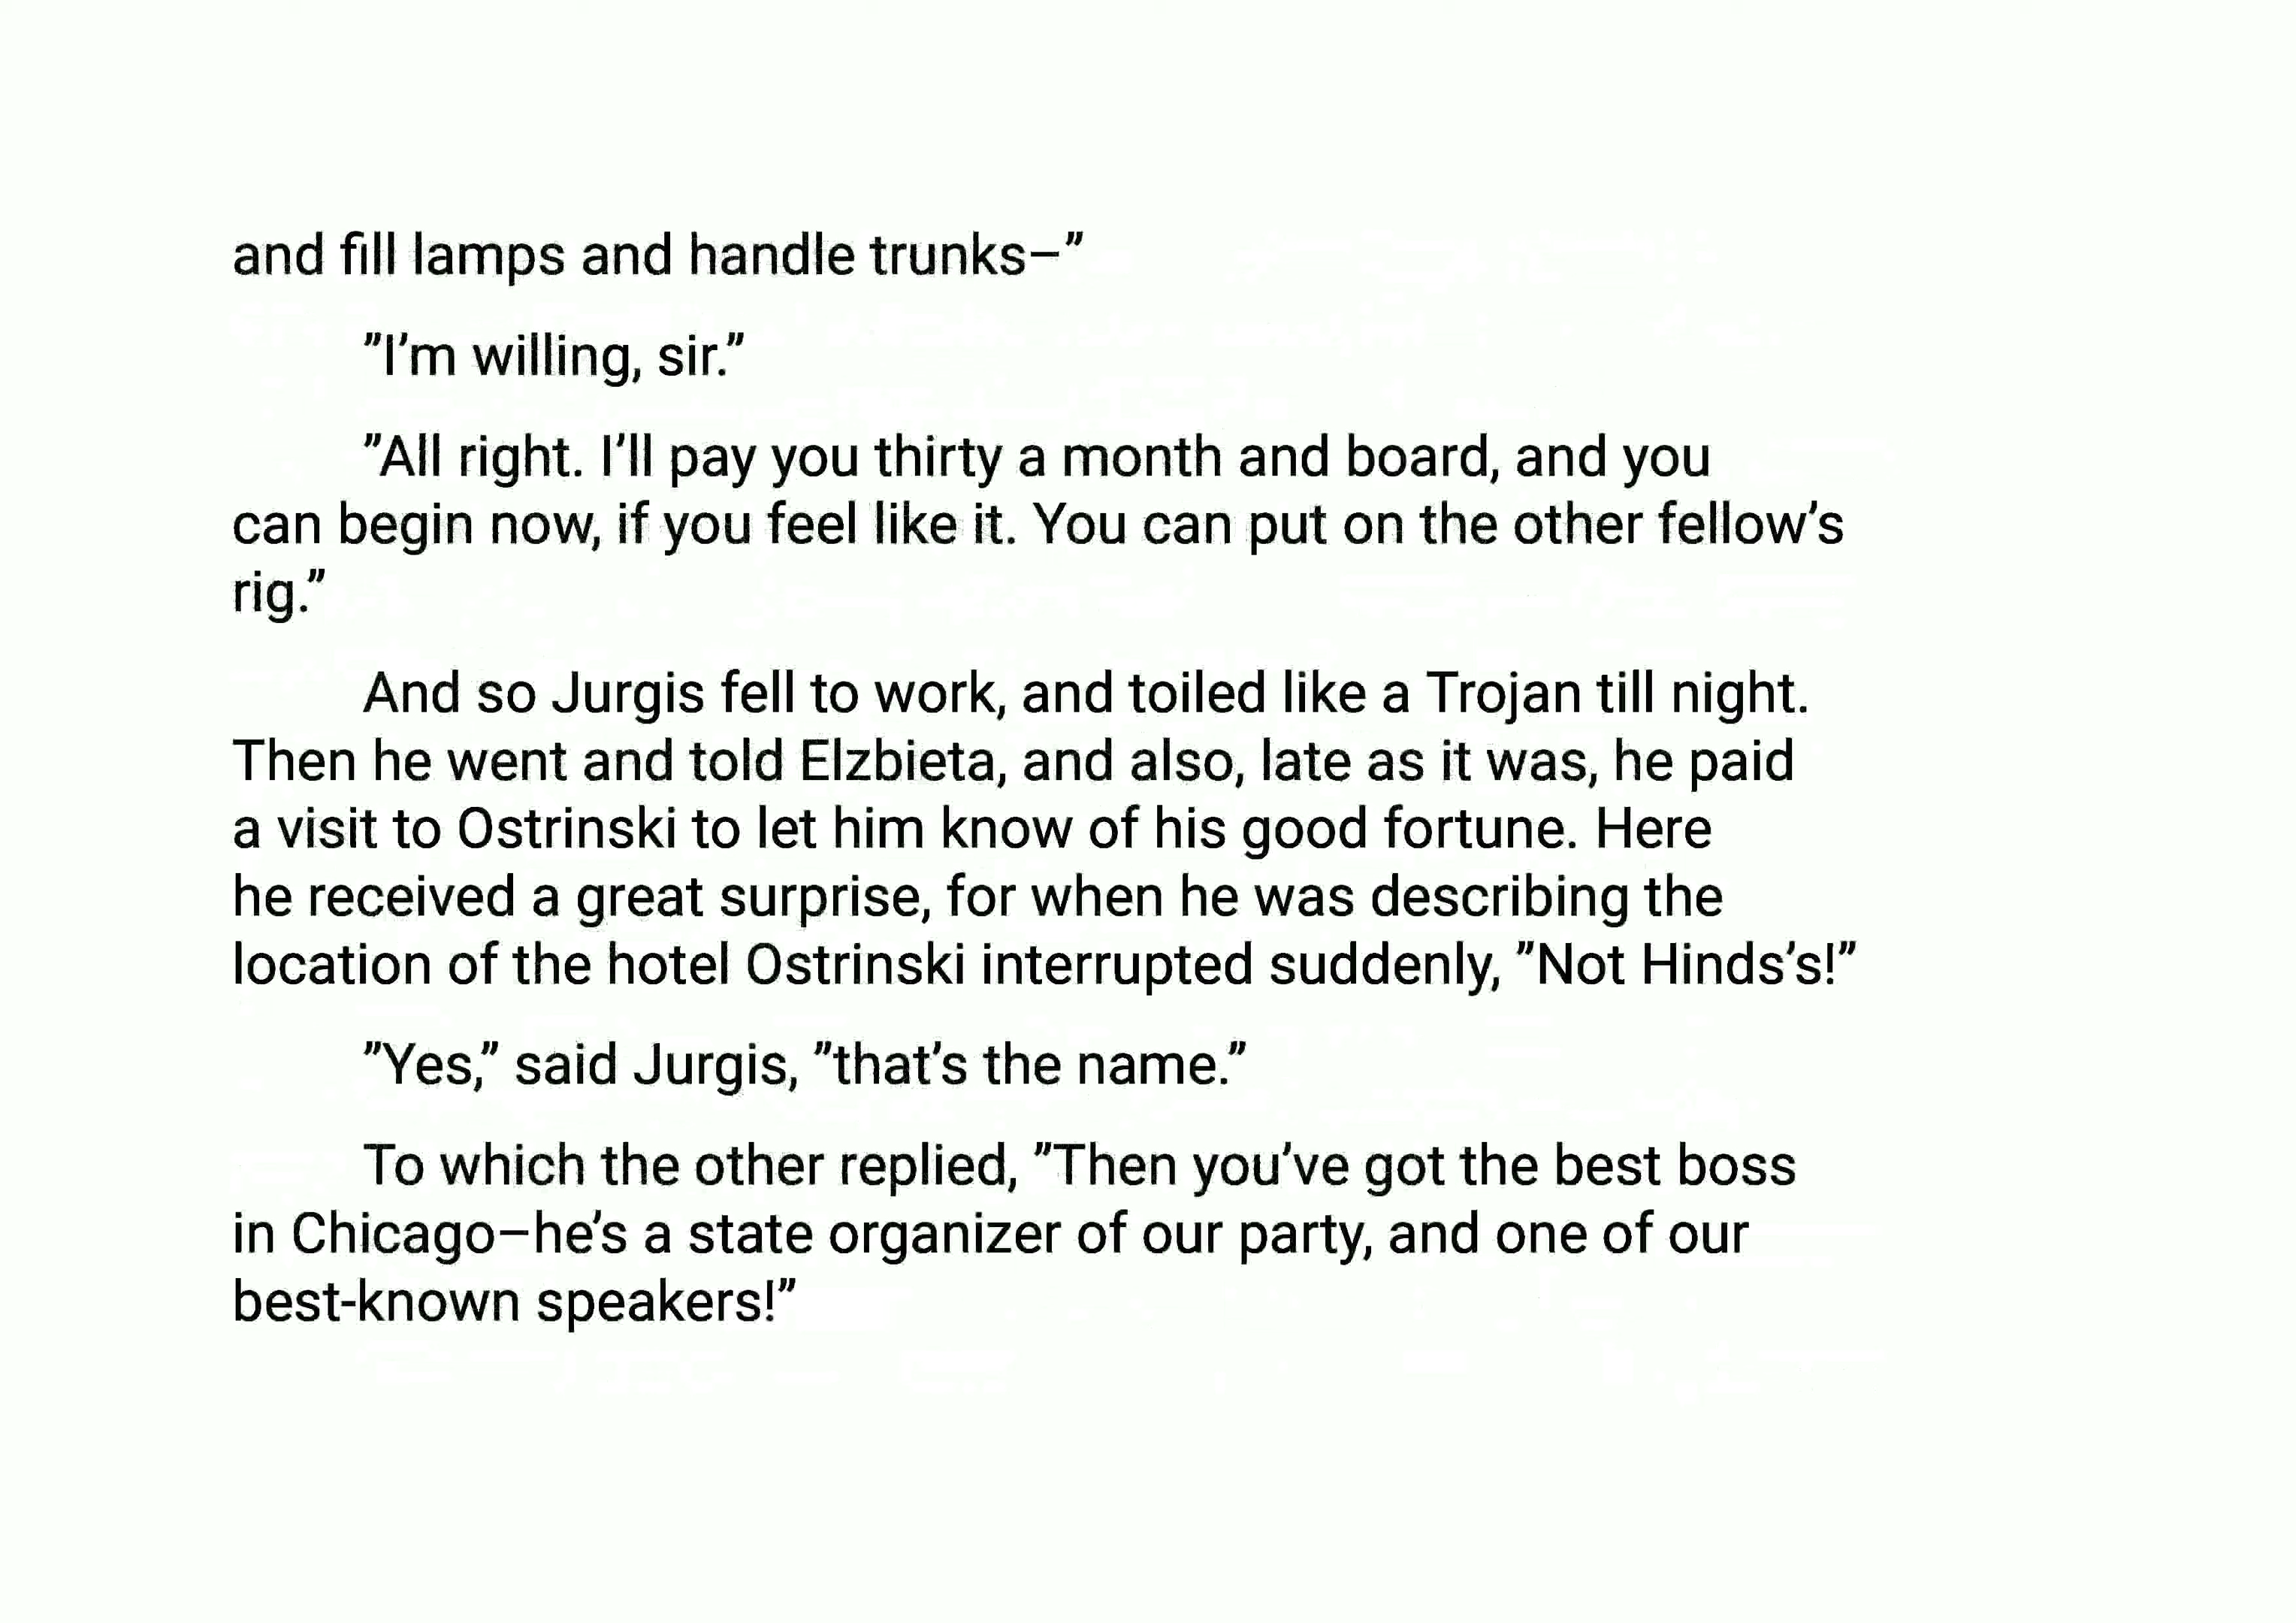 and fill lamps and handle trunks–”
”I’m willing, sir.”
”All right. I’ll pay you thirty a month and board, and you
can begin now, if you feel like it. You can put on the other fellow’s
rig.”
And so Jurgis fell to work, and toiled like a Trojan till night.
Then he went and told Elzbieta, and also, late as it was, he paid
a visit to Ostrinski to let him know of his good fortune. Here
he received a great surprise, for when he was describing the
location of the hotel Ostrinski interrupted suddenly, ”Not Hinds’s!”
”Yes,” said Jurgis, ”that’s the name.”
To which the other replied, ”Then you’ve got the best boss
in Chicago–he’s a state organizer of our party, and one of our
best-known speakers!”